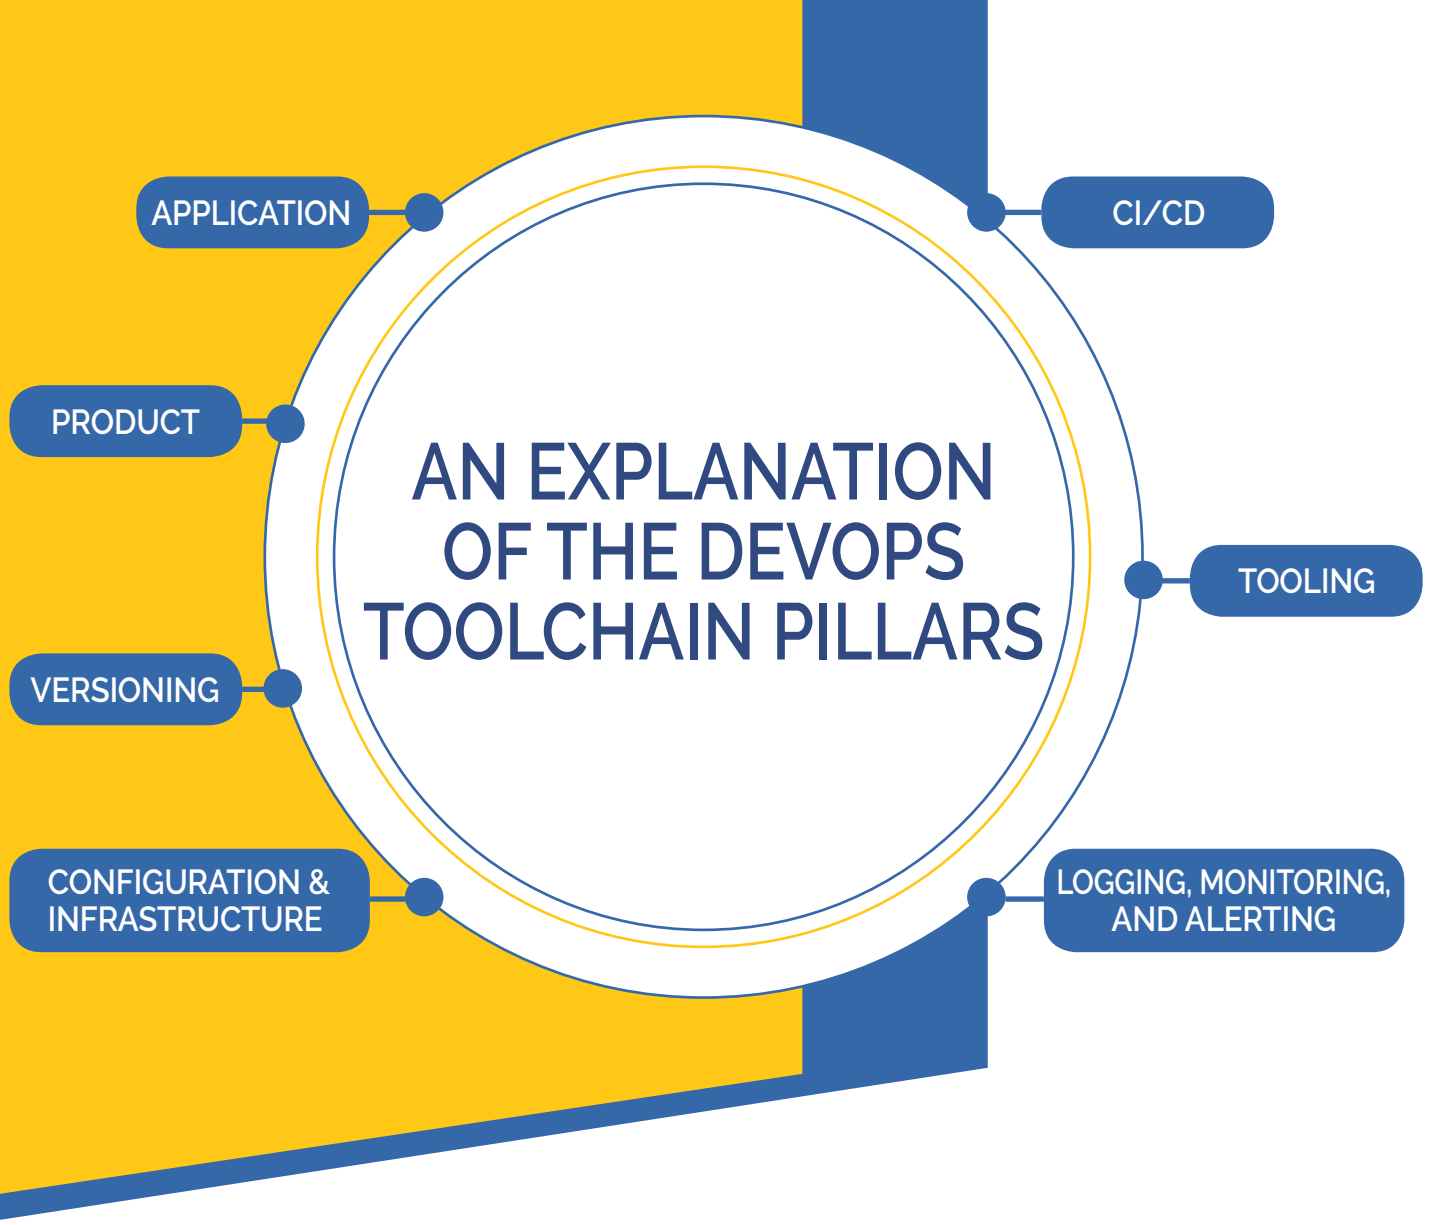 APPLICATION
CI/CD
PRODUCT
AN EXPLANATION
OF THE DEVOPS
TOOLCHAIN PILLARS
TOOLING
VERSIONING
CONFIGURATION &
INFRASTRUCTURE
LOGGING, MONITORING,
AND ALERTING